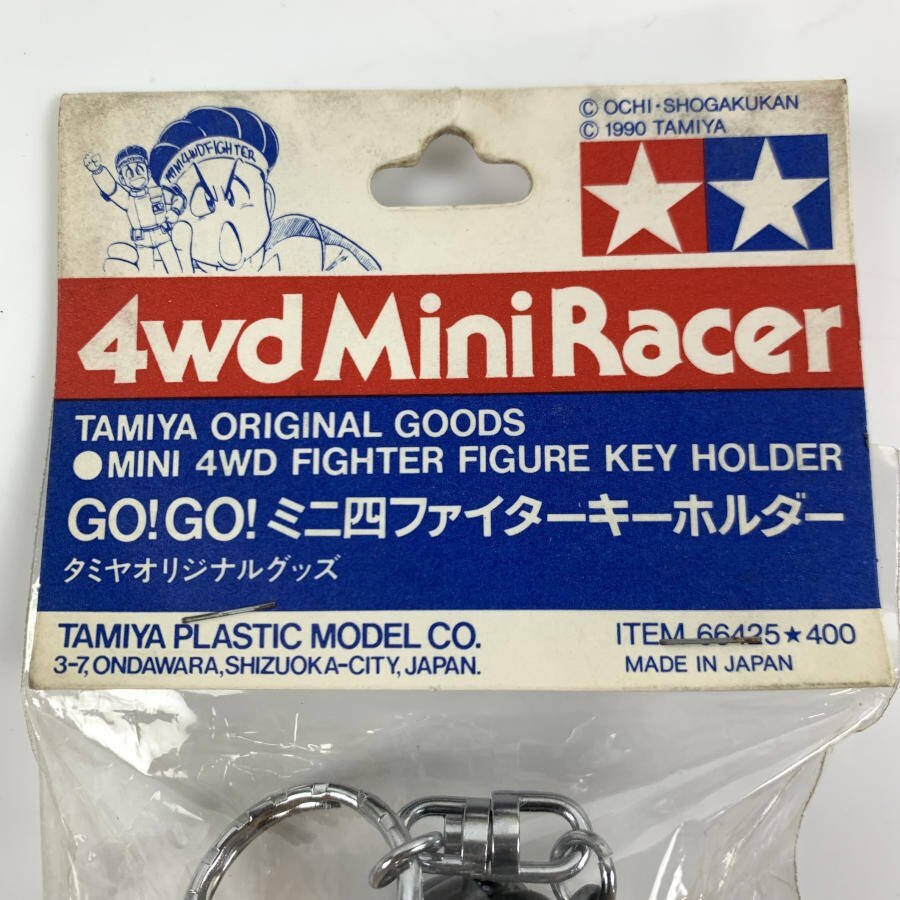 © OCHI・SHOGAKUKAN
© 1990 TAMIYA
MINI4WDFIGHTER
4wd Mini Racer
TAMIYA ORIGINAL GOODS
●MINI 4WD FIGHTER FIGURE KEY HOLDER
GO!GO!ミニ四ファイターキーホルダー
タミヤオリジナルグッズ
TAMIYA PLASTIC MODEL CO.
3-7, ONDAWARA, SHIZUOKA-CITY, JAPAN.
ITEM 66425★400
MADE IN JAPAN